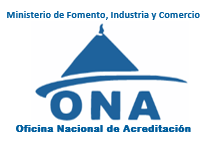 Ministerio de Fomento, Industria y Comercio
ONA
Oficina Nacional de Acreditación